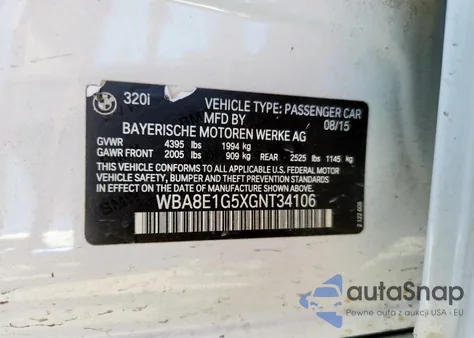 320i
VEHICLE TYPE: PASSENGER CAR
MFD BY
08/15
BAYERISCHE MOTOREN WERKE AG
GVWR 4395 lbs 1994 kg
GAWR FRONT 2005 lbs 909 kg REAR 2525 lbs 1145 kg
THIS VEHICLE CONFORMS TO ALL APPLICABLE U.S. FEDERAL MOTOR
VEHICLE SAFETY, BUMPER AND THEFT PREVENTION STANDARDS IN
EFFECT ON THE DATE OF MANUFACTURE SHOWN ABOVE.
WBA8E1G5XGNT34106
autoSnap
Pewne auta z aukcji USA - EU